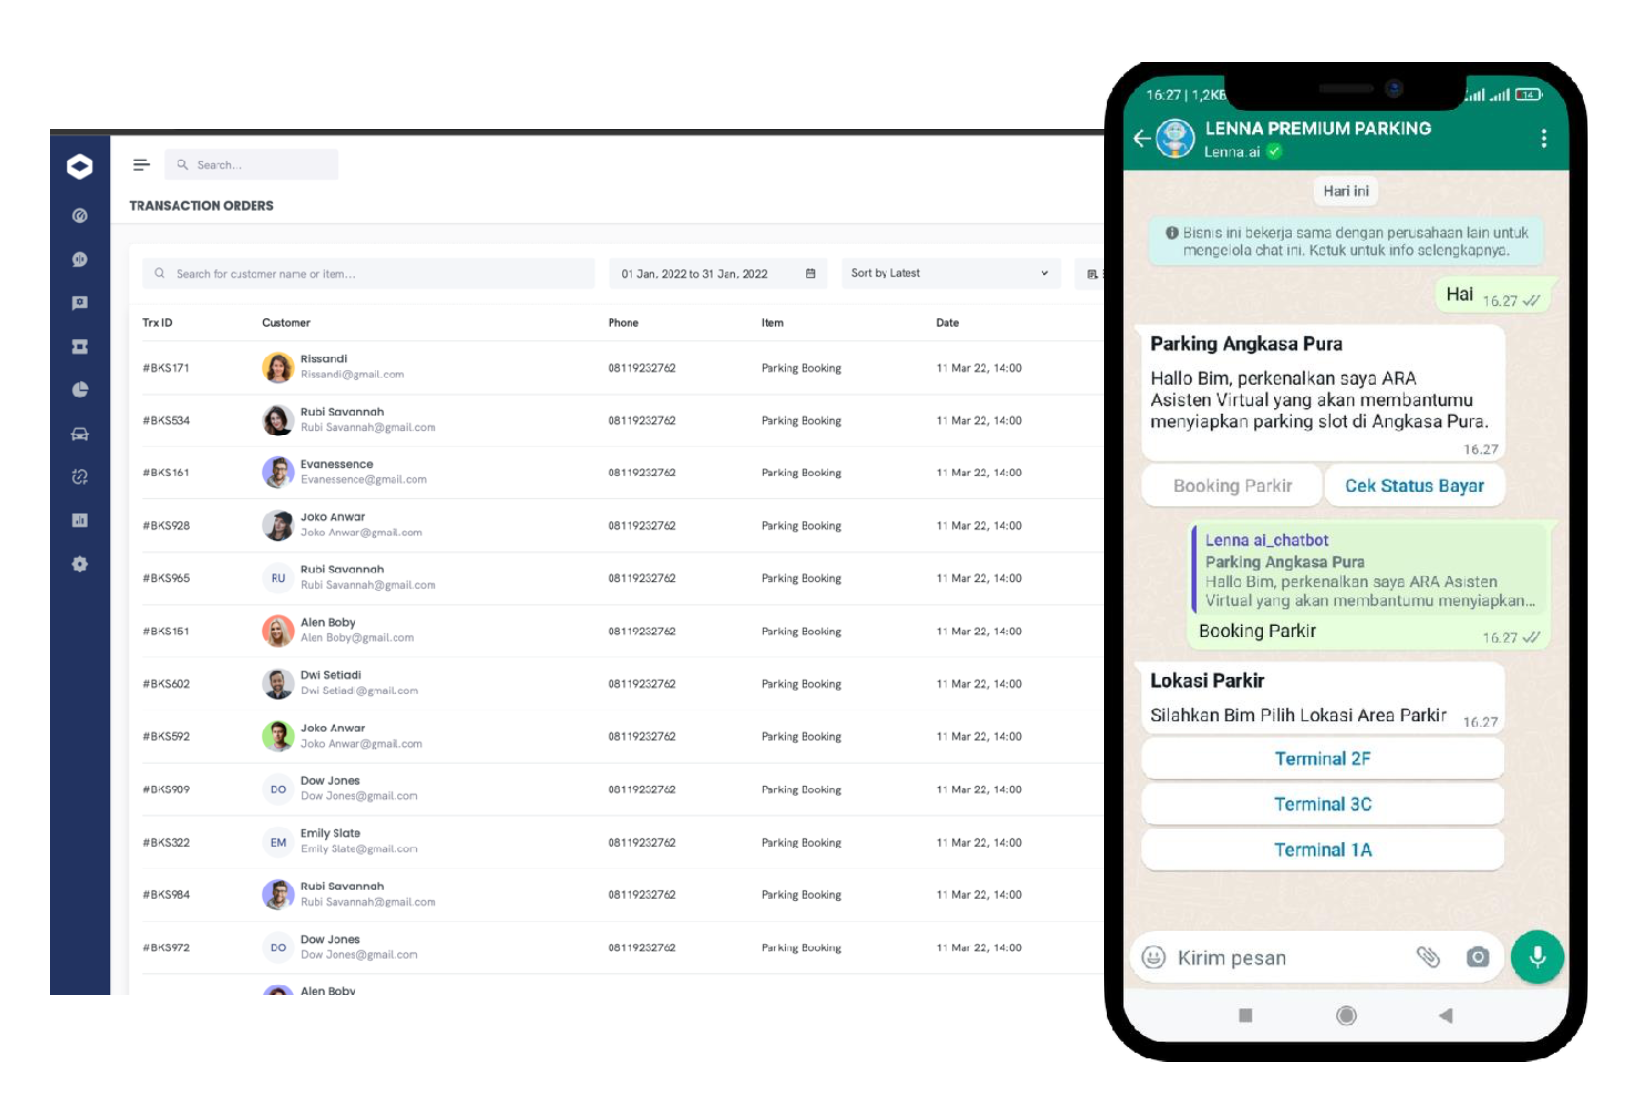 Search...
TRANSACTION ORDERS
Search for customer name or item...
01 Jan, 2022 to 31 Jan, 2022
Sort by Latest
Trx ID Customer Phone Item Date
#BKS171 Rissandi 08119232762 Parking Booking 11 Mar 22, 14:00
Rissandi@gmail.com
#BKS534 Rubi Savannah 08119232762 Parking Booking 11 Mar 22, 14:00
Rubi Savannah@gmail.com
#BKS161 Evanessence 08119232762 Parking Booking 11 Mar 22, 14:00
Evanessence@gmail.com
#BKS928 Joko Anwar 08119232762 Parking Booking 11 Mar 22, 14:00
Joko Anwar@gmail.com
#BKS965 RU Rubi Savannah 08119232762 Parking Booking 11 Mar 22, 14:00
Rubi Savannah@gmail.com
#BKS151 Alen Boby 08119232762 Parking Booking 11 Mar 22, 14:00
Alen Boby@gmail.com
#BKS602 Dwi Setiadi 08119232762 Parking Booking 11 Mar 22, 14:00
Dwi Setiadi@gmail.com
#BKS592 Joko Anwar 08119232762 Parking Booking 11 Mar 22, 14:00
Joko Anwar@gmail.com
#BKS909 DO Dow Jones 08119232762 Parking Booking 11 Mar 22, 14:00
Dow Jones@gmail.com
#BKS322 EM Emily Slate 08119232762 Parking Booking 11 Mar 22, 14:00
Emily Slate@gmail.com
#BKS984 Rubi Savannah 08119232762 Parking Booking 11 Mar 22, 14:00
Rubi Savannah@gmail.com
#BKS972 DO Dow Jones 08119232762 Parking Booking 11 Mar 22, 14:00
Dow Jones@gmail.com
Alen Boby
16:27 | 1,2KB
14
LENNA PREMIUM PARKING
Lenna.ai
Hari ini
Bisnis ini bekerja sama dengan perusahaan lain untuk
mengelola chat ini. Ketuk untuk info selengkapnya.
Hai 16.27
Parking Angkasa Pura
Hallo Bim, perkenalkan saya ARA
Asisten Virtual yang akan membantumu
menyiapkan parking slot di Angkasa Pura.
16.27
Booking Parkir Cek Status Bayar
Lenna ai_chatbot
Parking Angkasa Pura
Hallo Bim, perkenalkan saya ARA Asisten
Virtual yang akan membantumu menyiapkan...
Booking Parkir 16.27
Lokasi Parkir
Silahkan Bim Pilih Lokasi Area Parkir 16.27
Terminal 2F
Terminal 3C
Terminal 1A
Kirim pesan